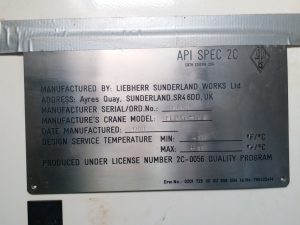 API SPEC 2C
MANUFACTURED BY: LIEBHERR SUNDERLAND WORKS Ltd
ADDRESS: Ayres Quay, SUNDERLAND.SR4 6DD, UK
MANUFACTURER SERIAL/ORD.No.:
MANUFACTURE'S CRANE MODEL:
DATE MANUFACTURED:
DESIGN SERVICE TEMPERATURE MIN: °F/°C
MAX: °F/°C
PRODUCED UNDER LICENSE NUMBER 2C-0056 QUALITY PROGRAM